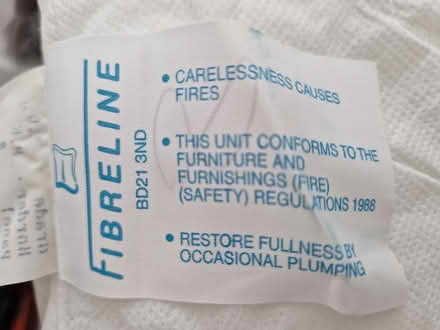 FIBRELINE
BD21 3ND
• CARELESSNESS CAUSES
FIRES
• THIS UNIT CONFORMS TO THE
FURNITURE AND
FURNISHINGS (FIRE)
(SAFETY) REGULATIONS 1988
• RESTORE FULLNESS BY
OCCASIONAL PLUMPING